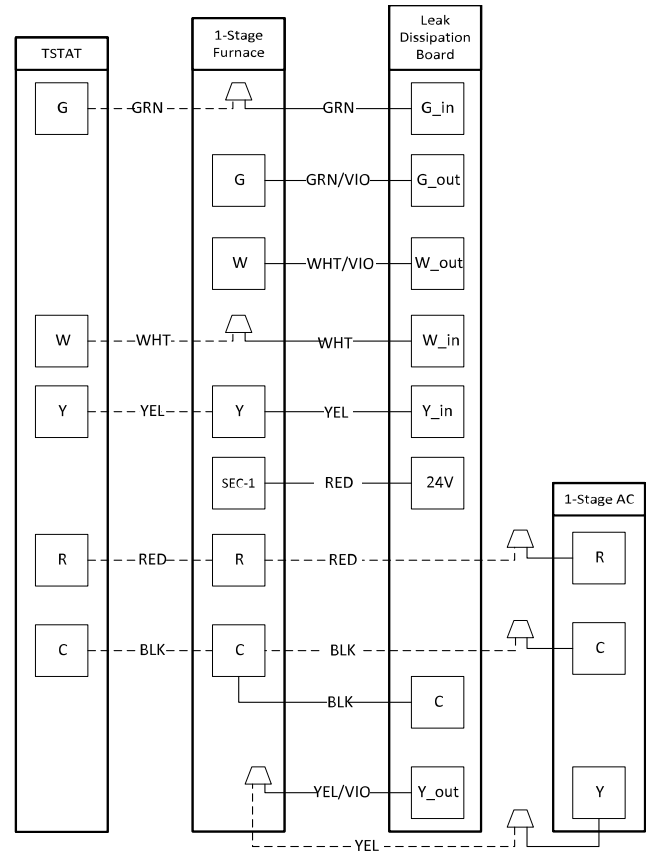 TSTAT
1-Stage
Furnace
Leak
Dissipation
Board
G
GRN
GRN
G_in
G
GRN/VIO
G_out
W
WHT/VIO
W_out
W
WHT
WHT
W_in
Y
YEL
Y
YEL
Y_in
SEC-1
RED
24V
1-Stage AC
R
RED
R
RED
R
C
BLK
C
BLK
C
BLK
C
YEL/VIO
Y_out
Y
YEL